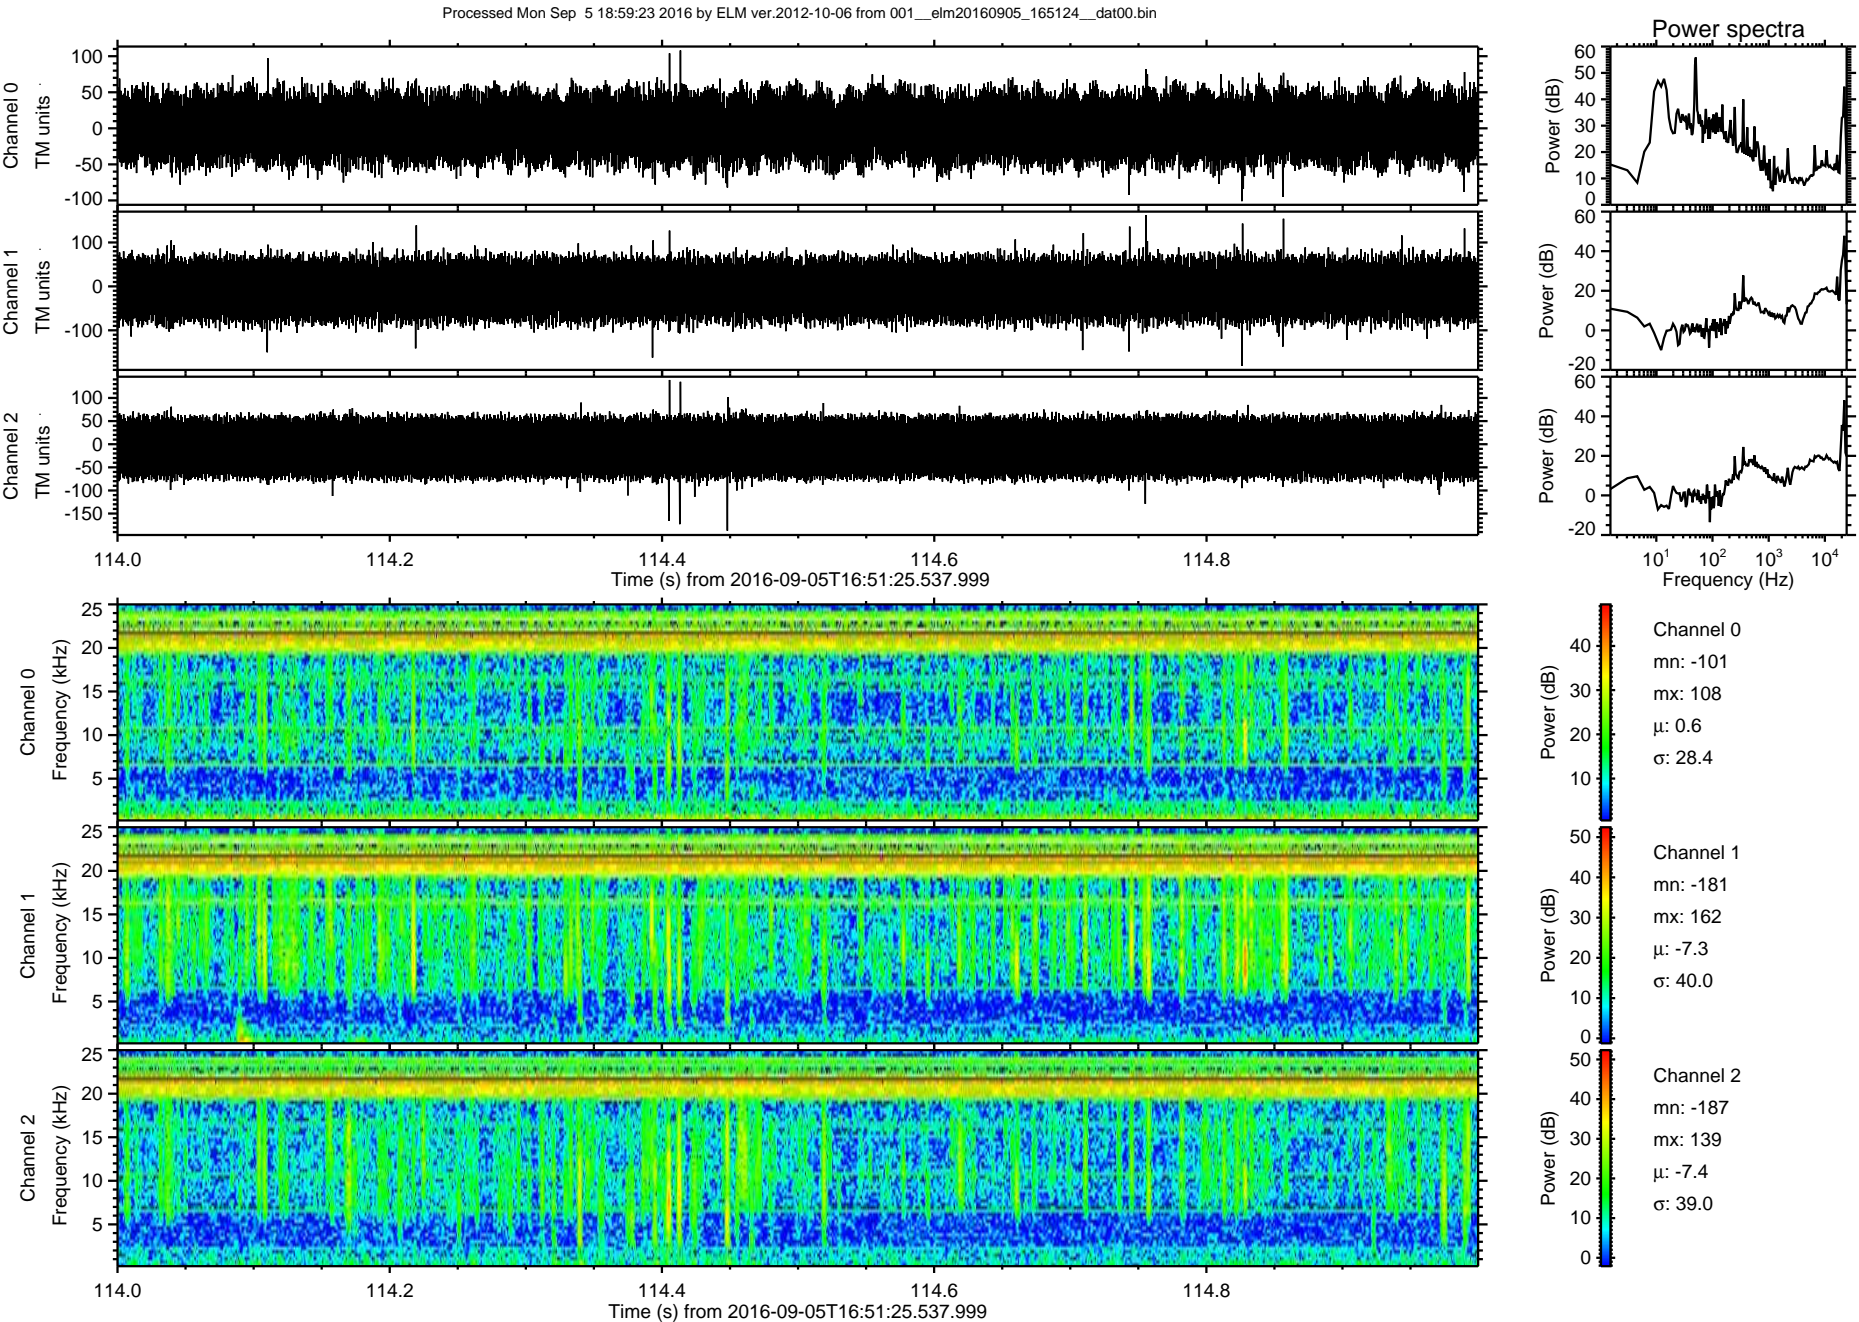 Processed Mon Sep  5 18:59:23 2016 by ELM ver.2012-10-06 from 001__elm20160905_165124__dat00.bin
Power spectra
Channel 0
TM units
100
50
0
-50
-100
Power (dB)
60
50
40
30
20
10
0
Channel 1
TM units
100
0
-100
Power (dB)
60
40
20
0
-20
Channel 2
TM units
100
50
0
-50
-100
-150
Power (dB)
60
40
20
0
-20
114.0 114.2 114.4 114.6 114.8
Time (s) from 2016-09-05T16:51:25.537.999
10^1 10^2 10^3 10^4
Frequency (Hz)
Channel 0
Frequency (kHz)
25
20
15
10
5
Power (dB)
40
30
20
10
Channel 0
mn: -101
mx: 108
μ: 0.6
σ: 28.4
Channel 1
Frequency (kHz)
25
20
15
10
5
Power (dB)
50
40
30
20
10
0
Channel 1
mn: -181
mx: 162
μ: -7.3
σ: 40.0
Channel 2
Frequency (kHz)
25
20
15
10
5
Power (dB)
50
40
30
20
10
0
Channel 2
mn: -187
mx: 139
μ: -7.4
σ: 39.0
114.0 114.2 114.4 114.6 114.8
Time (s) from 2016-09-05T16:51:25.537.999